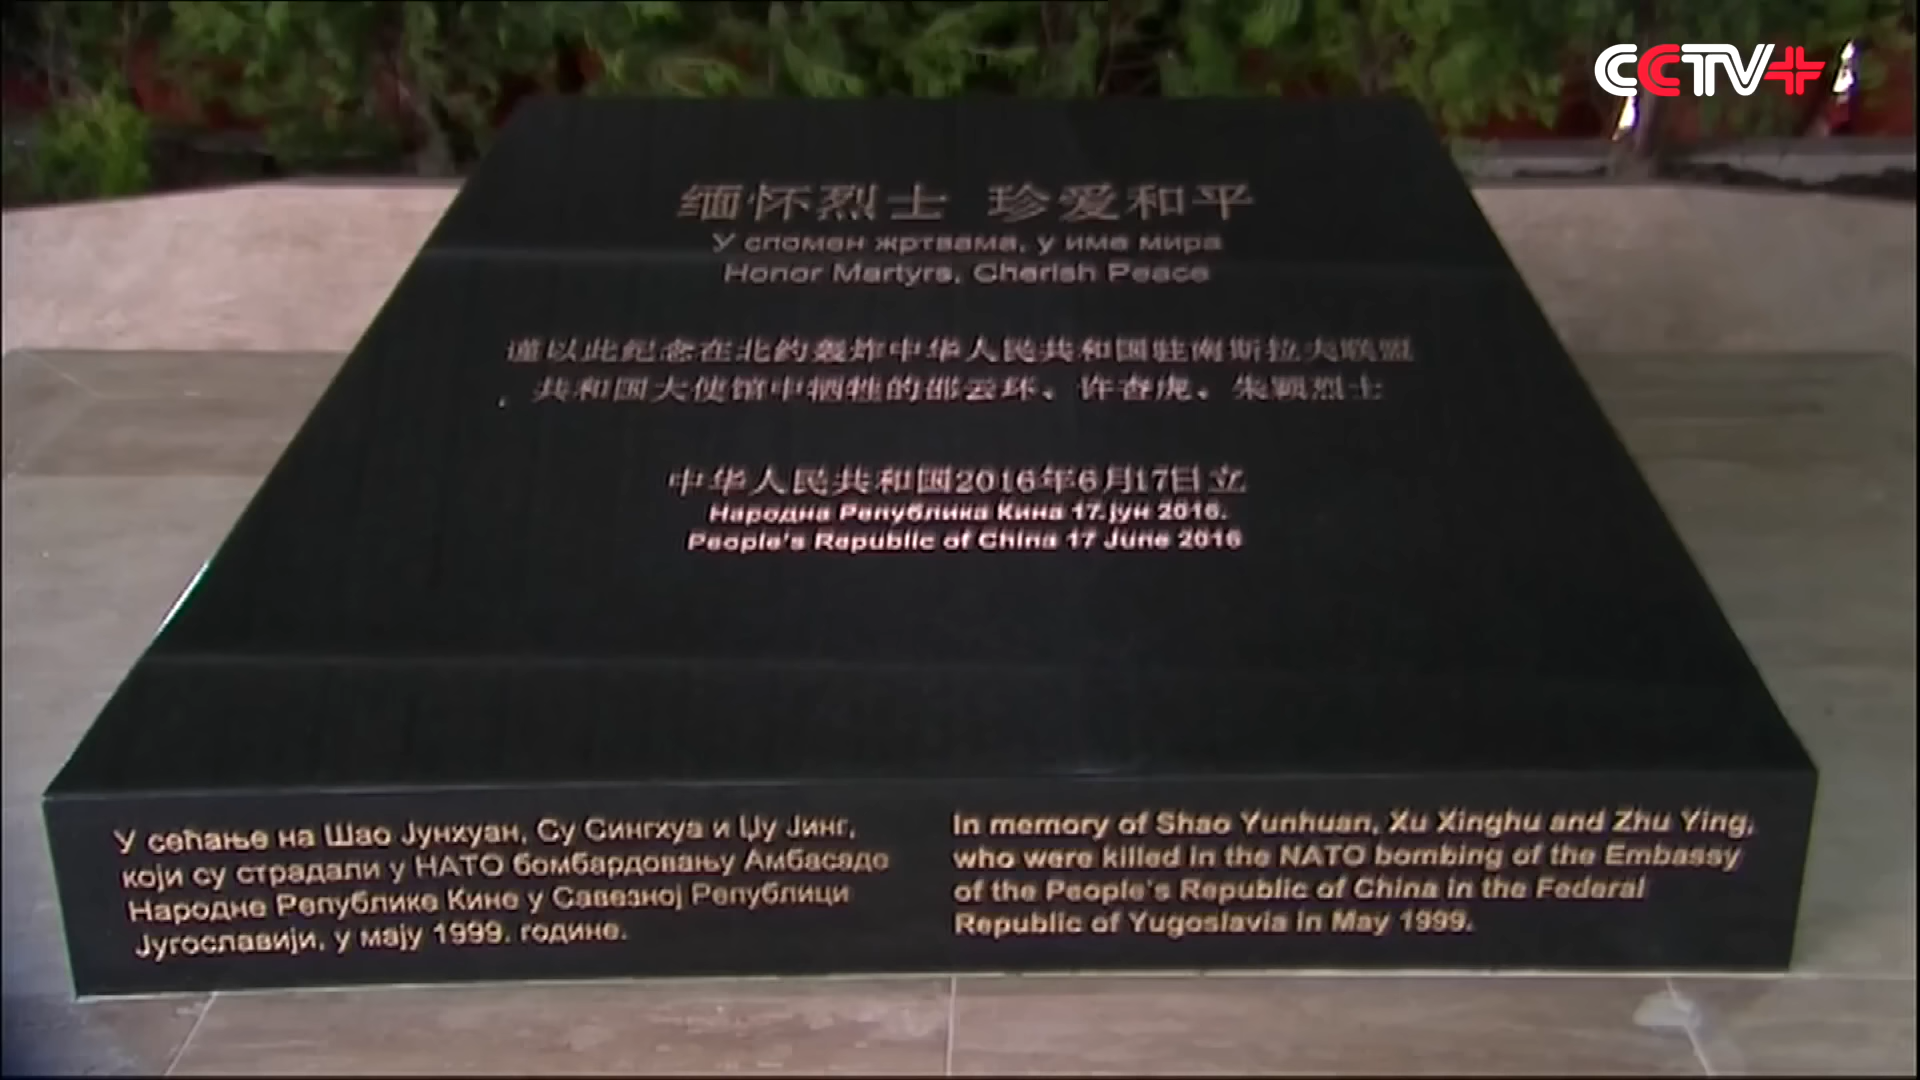 CCTV+
缅怀烈士 珍爱和平
У спомен жртвама, у име мира
Honor Martyrs, Cherish Peace
谨以此纪念在北约轰炸中华人民共和国驻南斯拉夫联盟
共和国大使馆中牺牲的邵云环、许杏虎、朱颖烈士
中华人民共和国2016年6月17日立
Народна Република Кина 17.јун 2016.
People's Republic of China 17 June 2016
У сећање на Шао Јунхуан, Су Сингхуа и Џу Јинг,
који су страдали у НАТО бомбардовању Амбасаде
Народне Републике Кине у Савезној Републици
Југославији, у мају 1999. године.
In memory of Shao Yunhuan, Xu Xinghu and Zhu Ying,
who were killed in the NATO bombing of the Embassy
of the People's Republic of China in the Federal
Republic of Yugoslavia in May 1999.